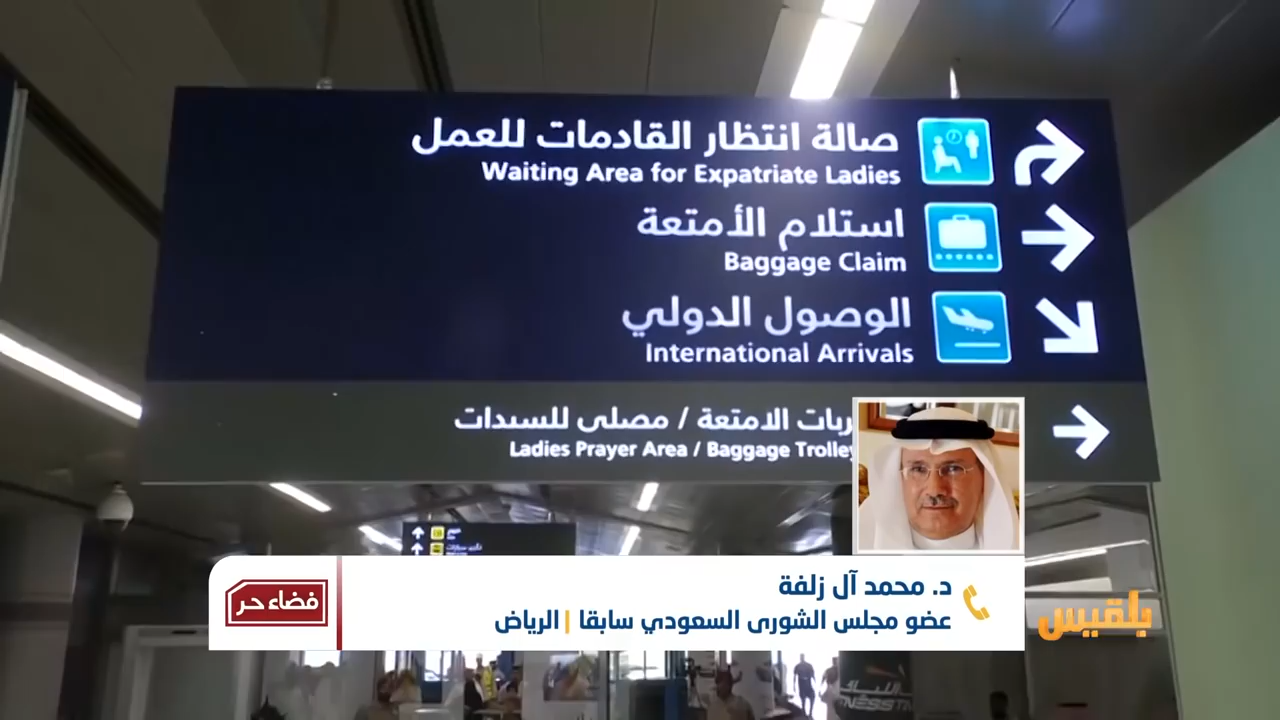 صالة انتظار القادمات للعمل
Waiting Area for Expatriate Ladies
استلام الأمتعة
Baggage Claim
الوصول الدولي
International Arrivals
ربات الامتعة / مصلى للسيدات
Ladies Prayer Area / Baggage Trolley
د. محمد آل زلفة
عضو مجلس الشورى السعودي سابقا | الرياض
فضاء حر
بلقيس